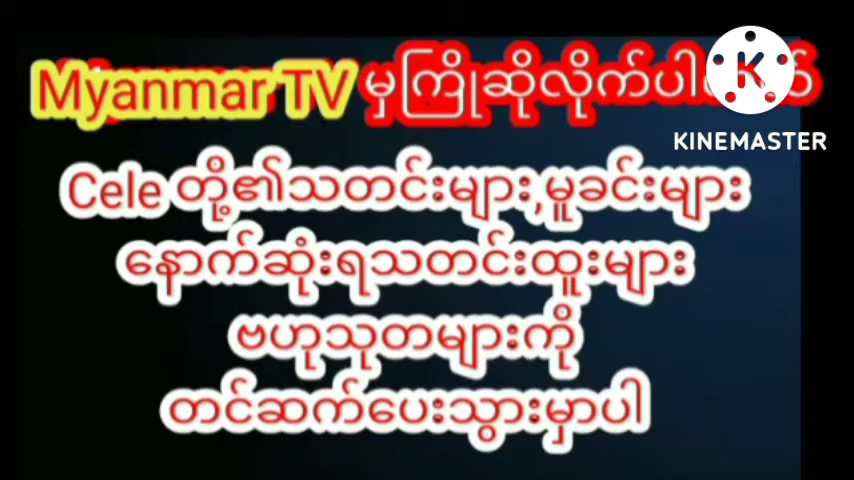 Myanmar TV မှကြိုဆိုလိုက်ပါ
KINEMASTER
Cele တို့၏သတင်းများ,မူခင်းများ
နောက်ဆုံးရသတင်းထူးများ
ဗဟုသုတများကို
တင်ဆက်ပေးသွားမှာပါ